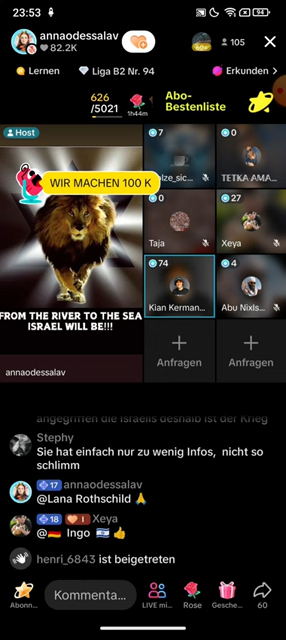 23:53
94
annaodessalav
82.2K
105
Lernen
Liga B2 Nr. 94
Erkunden
626
/5021
1h44m
Abo-
Bestenliste
Host
7
0
WIR MACHEN 100 K
olze_sic...
TETKA AMA...
0
27
FROM THE RIVER TO THE SEA
ISRAEL WILL BE!!!
Taja
Xeya
74
4
Kian Kerman...
Abu Nixls...
annaodessalav
Anfragen
Anfragen
angegriffen die Israelis deshalb ist der Krieg
Stephy
Sie hat einfach nur zu wenig Infos, nicht so
schlimm
17 annaodessalav
@Lana Rothschild 🙏
18 I Xeya
@🇩🇪 Ingo 🇮🇱👍
henri_6843 ist beigetreten
Kommenta...
Abonn...
LIVE mi...
Rose
Gesche...
60